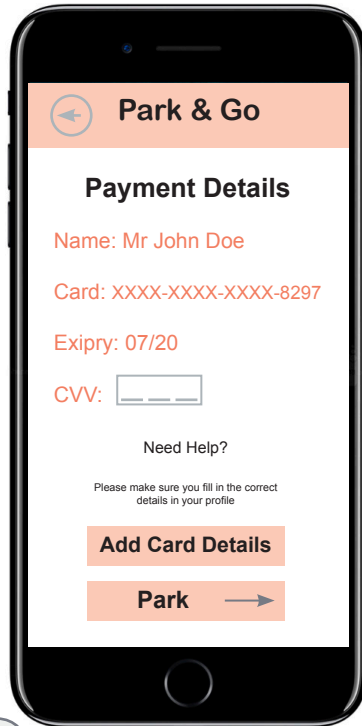 Park & Go
Payment Details
Name: Mr John Doe
Card: XXXX-XXXX-XXXX-8297
Exipry: 07/20
CVV: _ _ _
Need Help?
Please make sure you fill in the correct
details in your profile
Add Card Details
Park